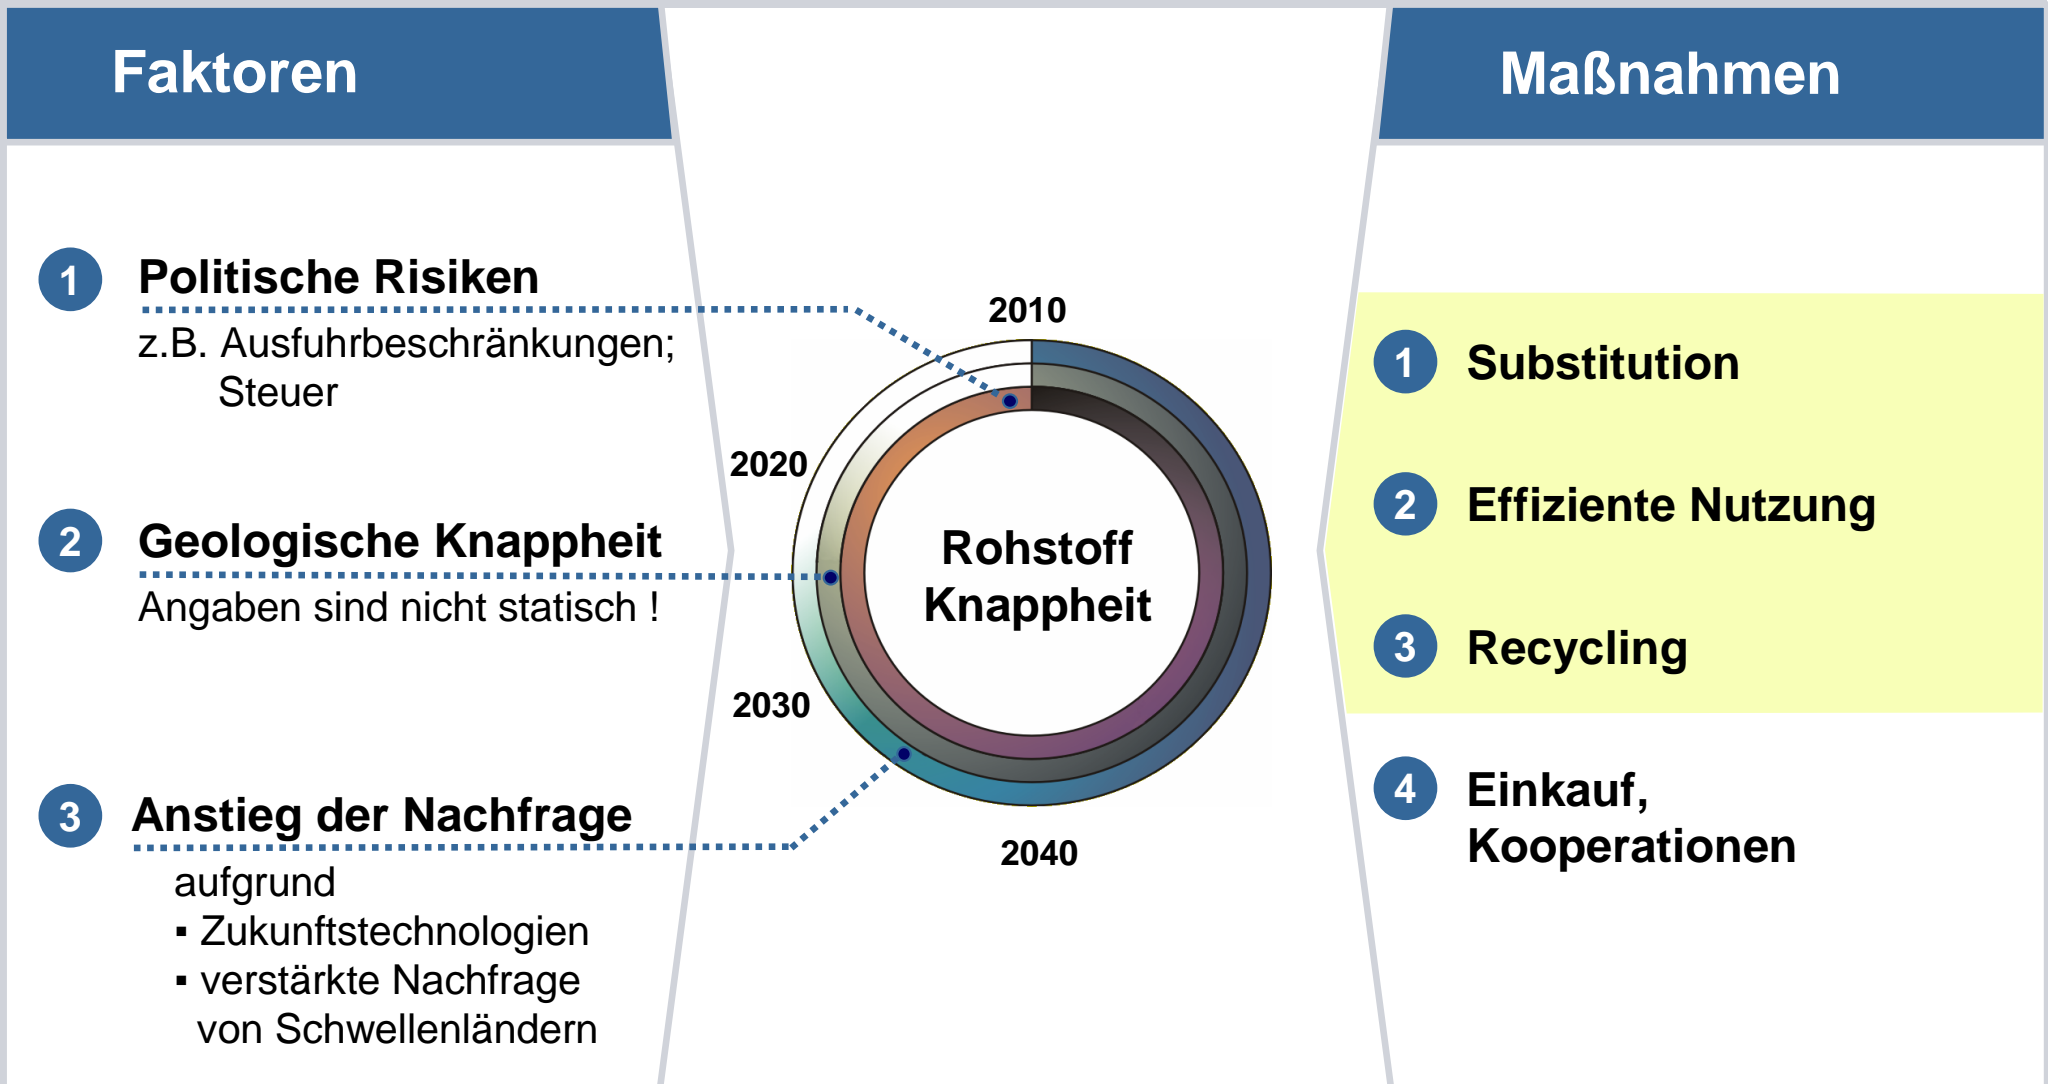 Faktoren
1 Politische Risiken
z.B. Ausfuhrbeschränkungen;
Steuer
2 Geologische Knappheit
Angaben sind nicht statisch !
3 Anstieg der Nachfrage
aufgrund
▪ Zukunftstechnologien
▪ verstärkte Nachfrage
von Schwellenländern
2010
2020
2030
2040
Rohstoff
Knappheit
Maßnahmen
1 Substitution
2 Effiziente Nutzung
3 Recycling
4 Einkauf,
Kooperationen